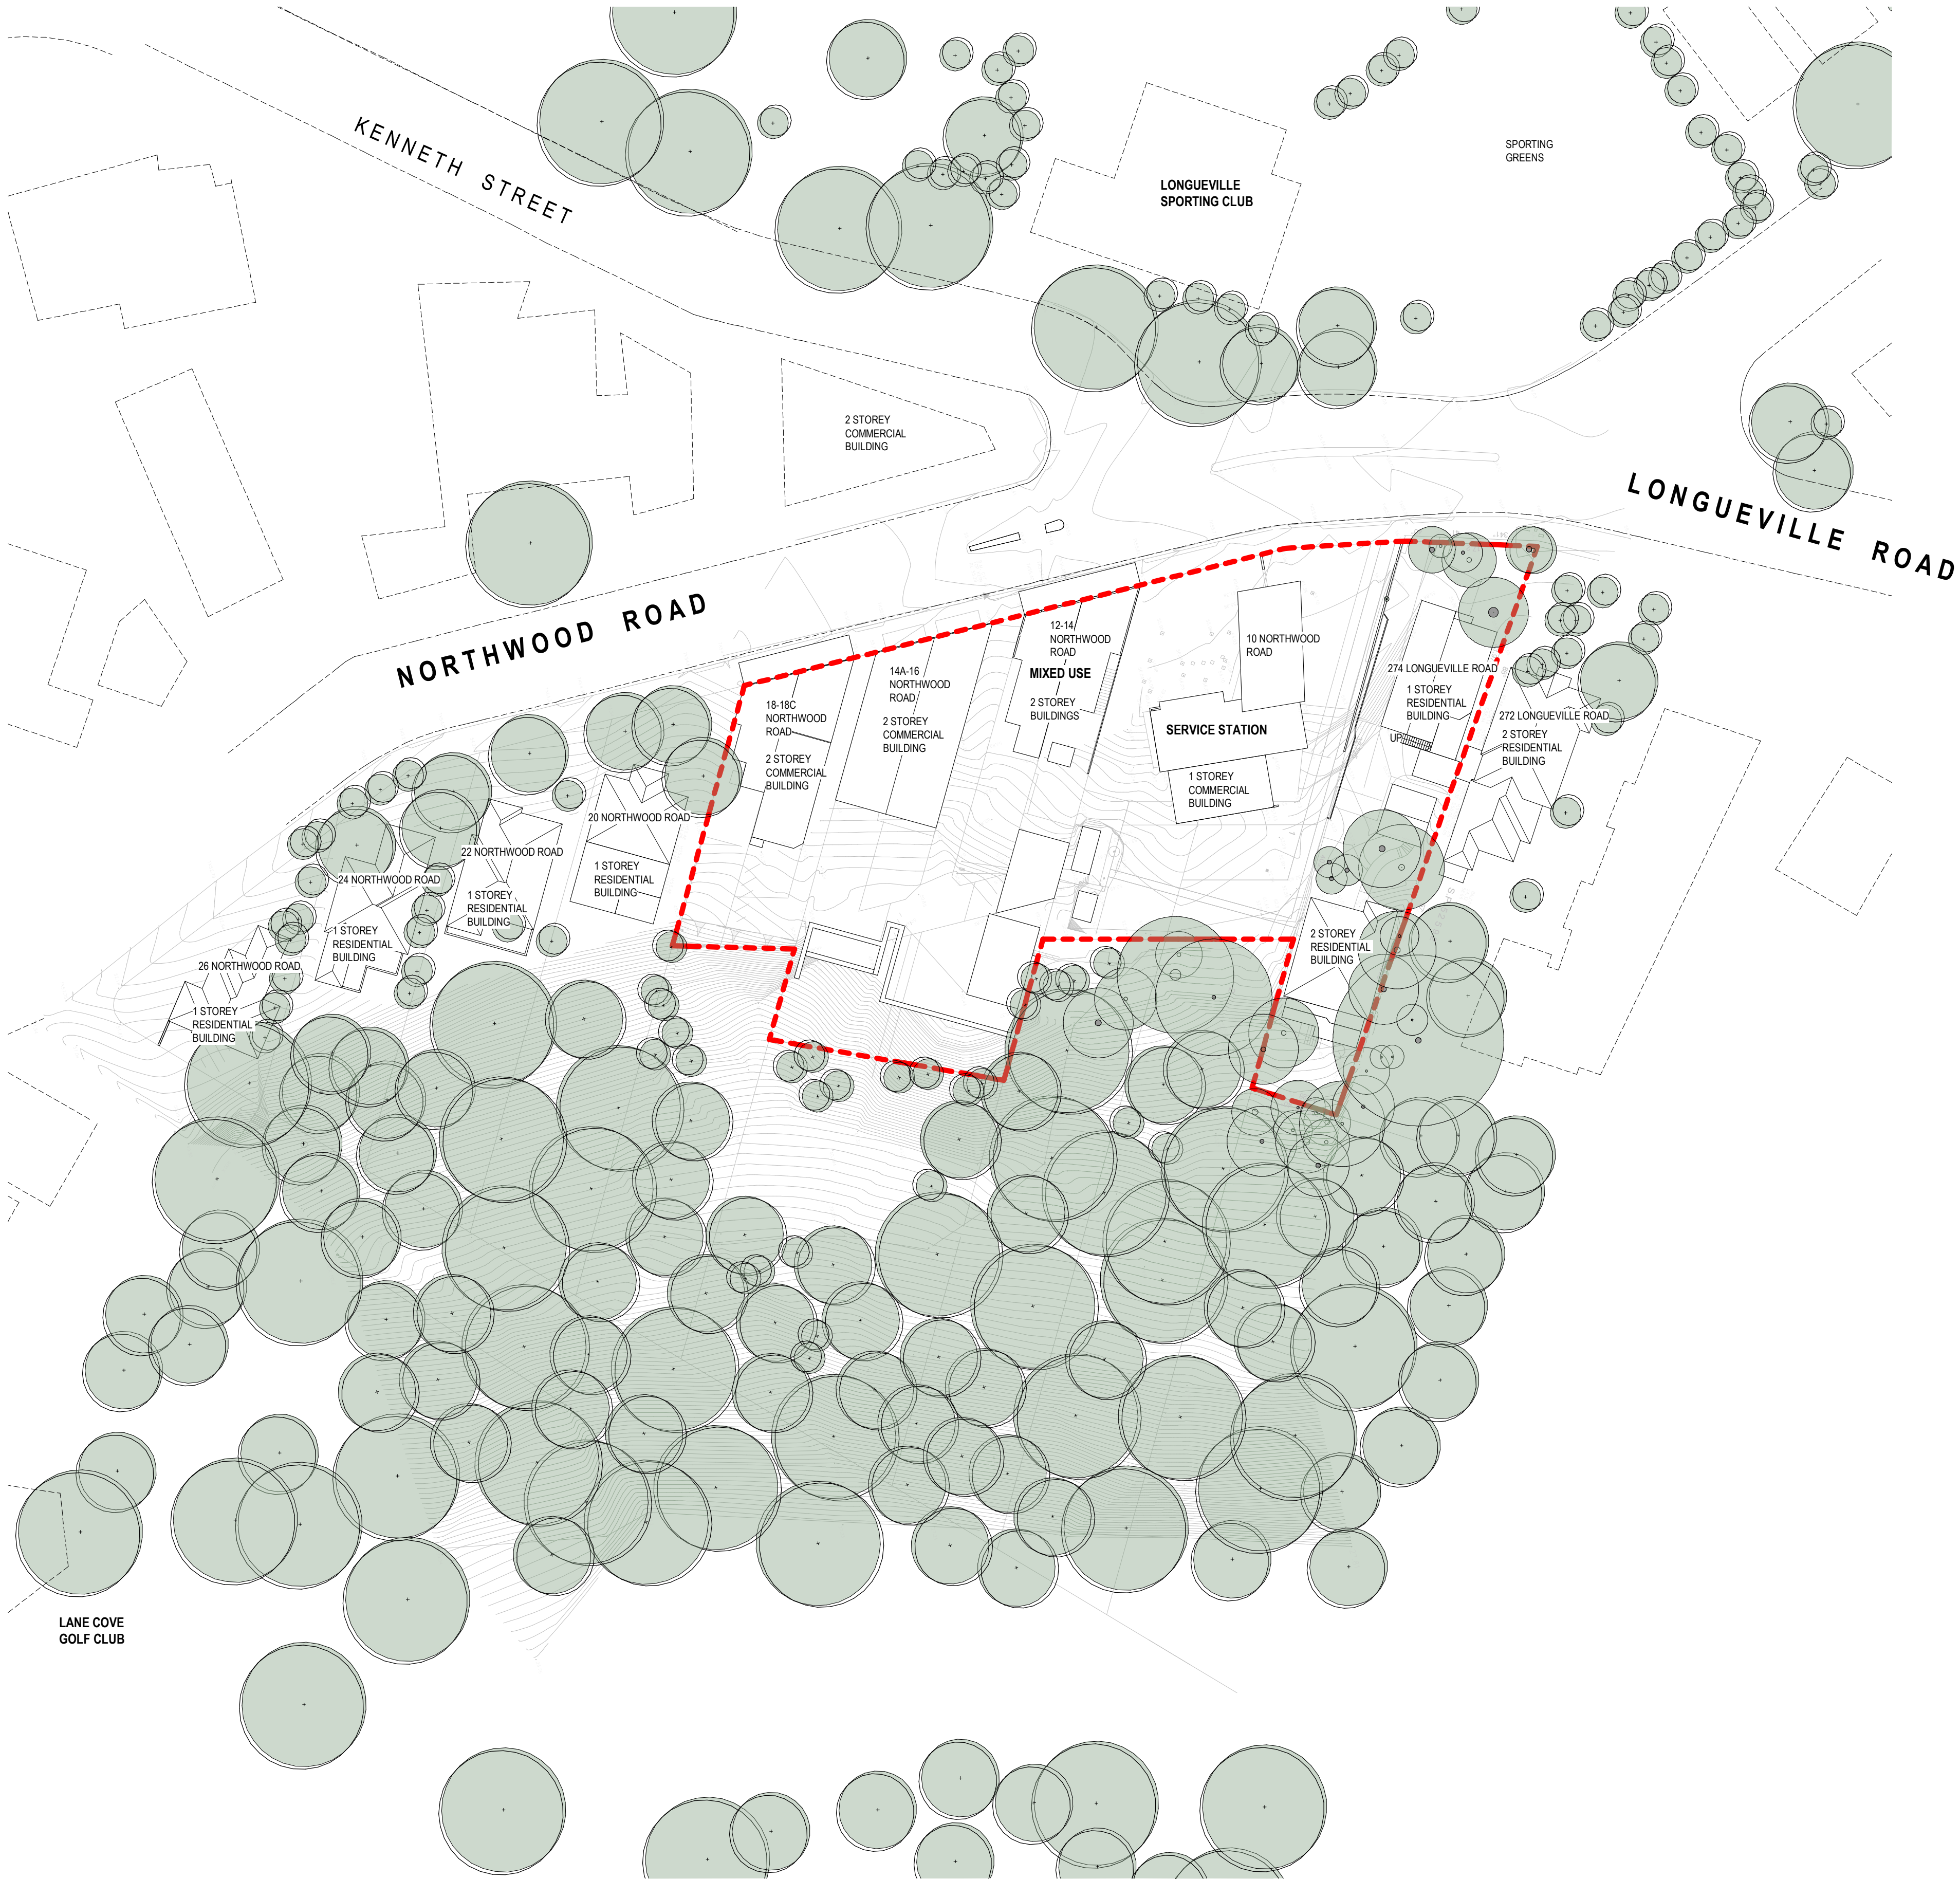 KENNETH STREET
LONGUEVILLE
SPORTING CLUB
SPORTING
GREENS
2 STOREY
COMMERCIAL
BUILDING
LONGUEVILLE ROAD
NORTHWOOD ROAD
12-14
NORTHWOOD
ROAD
MIXED USE
2 STOREY
BUILDINGS
10 NORTHWOOD
ROAD
SERVICE STATION
1 STOREY
COMMERCIAL
BUILDING
274 LONGUEVILLE ROAD
1 STOREY
RESIDENTIAL
BUILDING
UP
272 LONGUEVILLE ROAD
2 STOREY
RESIDENTIAL
BUILDING
14A-16
NORTHWOOD
ROAD
2 STOREY
COMMERCIAL
BUILDING
18-18C
NORTHWOOD
ROAD
2 STOREY
COMMERCIAL
BUILDING
20 NORTHWOOD ROAD
1 STOREY
RESIDENTIAL
BUILDING
22 NORTHWOOD ROAD
1 STOREY
RESIDENTIAL
BUILDING
24 NORTHWOOD ROAD
1 STOREY
RESIDENTIAL
BUILDING
26 NORTHWOOD ROAD
1 STOREY
RESIDENTIAL
BUILDING
2 STOREY
RESIDENTIAL
BUILDING
LANE COVE
GOLF CLUB